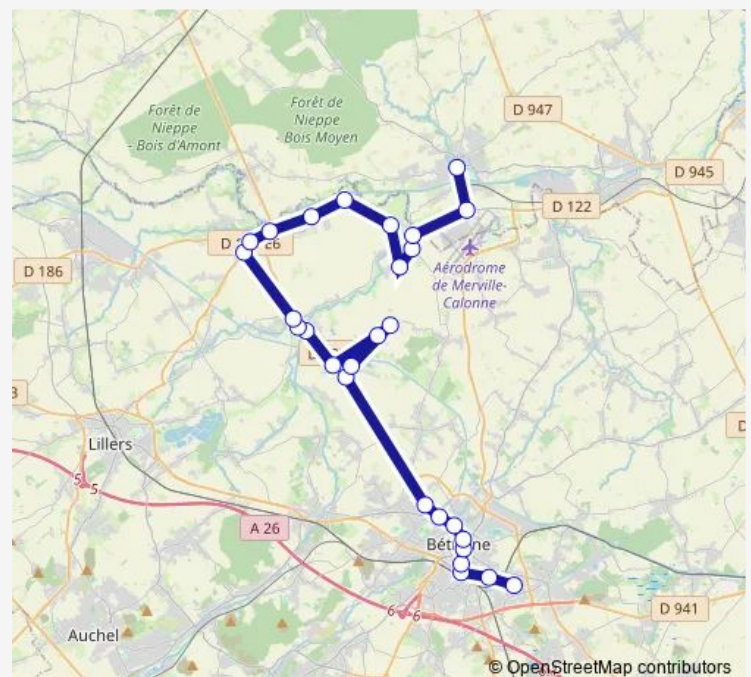 Forêt de
Nieppe
- Bois d'Amont
Forêt de
Nieppe
- Bois Moyen
D 947
D 945
D 122
D 186
Aérodrome
de Merville-
Calonne
Lillers
5
5
A 26
6
6
D 941
Auchel
© OpenStreetMap contributors